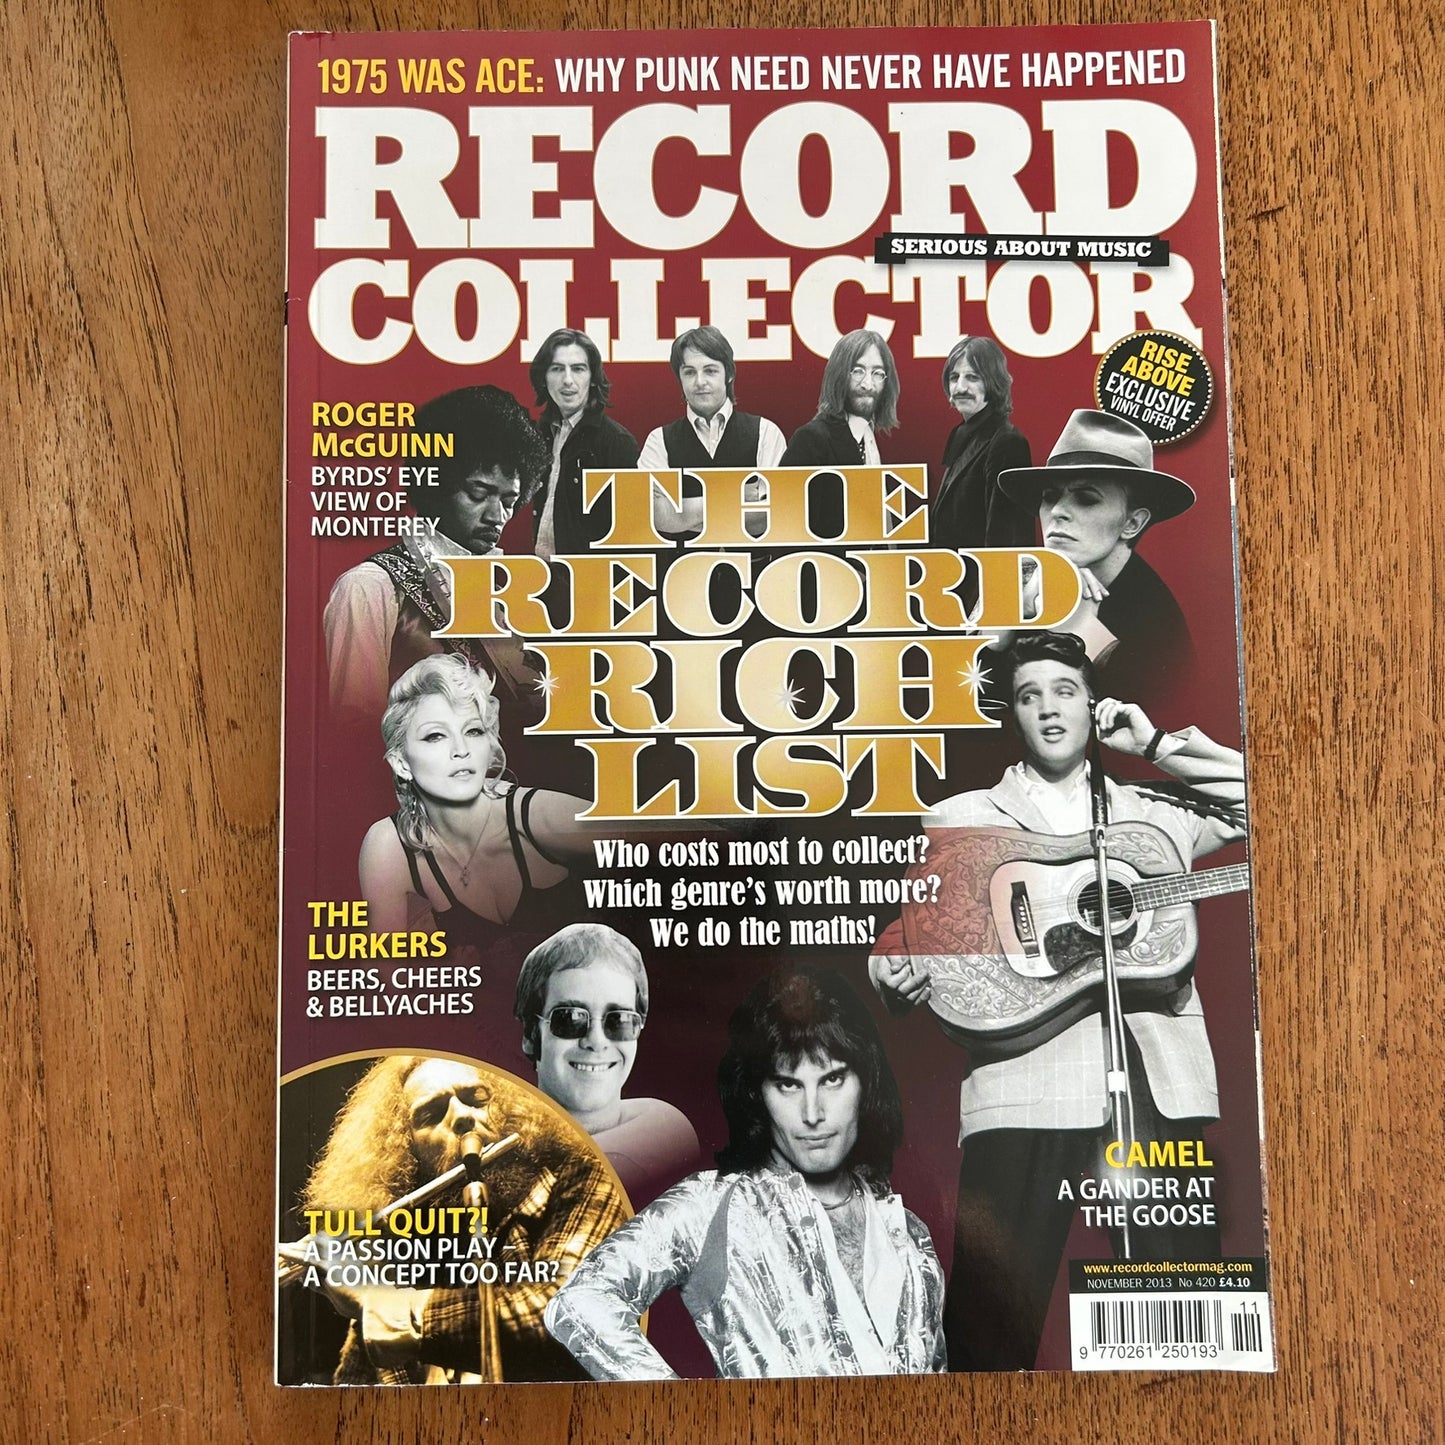 1975 WAS ACE: WHY PUNK NEED NEVER HAVE HAPPENED
RECORD
SERIOUS ABOUT MUSIC
COLLECTOR
RISE
ABOVE
EXCLUSIVE
VINYL OFFER
ROGER
McGUINN
BYRDS' EYE
VIEW OF
MONTEREY
THE
RECORD
RICH
LIST
Who costs most to collect?
Which genre's worth more?
We do the maths!
THE
LURKERS
BEERS, CHEERS
& BELLYACHES
TULL QUIT?!
A PASSION PLAY –
A CONCEPT TOO FAR?
CAMEL
A GANDER AT
THE GOOSE
www.recordcollectormag.com
NOVEMBER 2013 No 420 £4.10
11
9 770261 250193